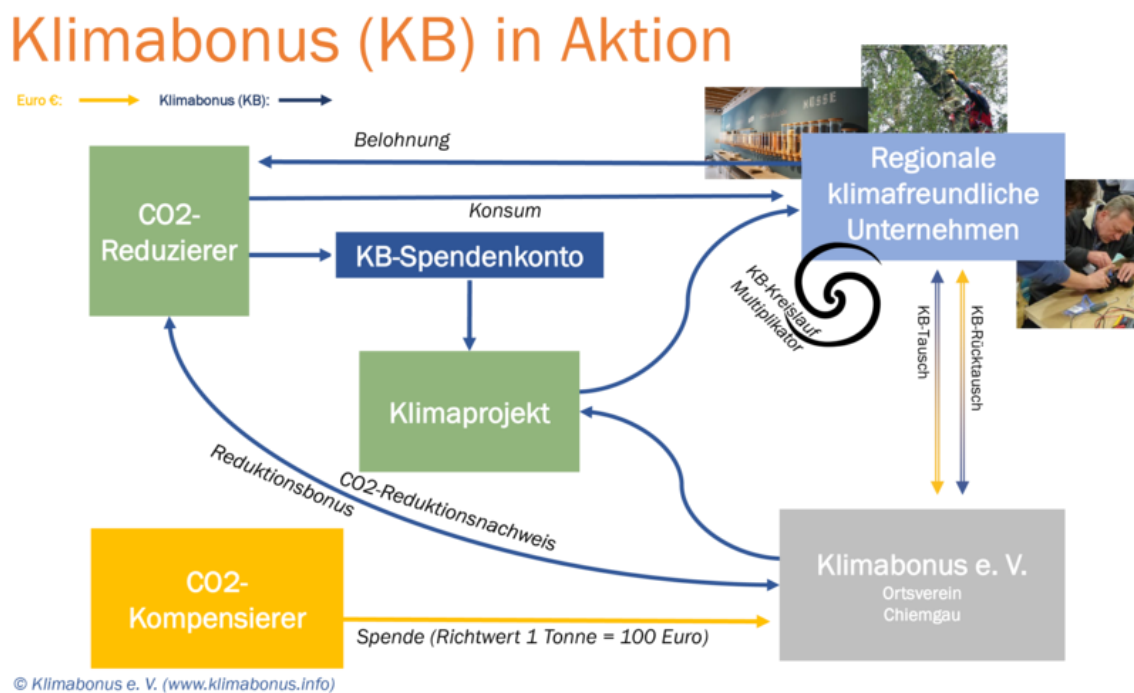 Klimabonus (KB) in Aktion
Euro €:
Klimabonus (KB):
HESSE
Belohnung
Regionale
klimafreundliche
Unternehmen
CO2-
Reduzierer
Konsum
KB-Spendenkonto
KB-Kreislauf
Multiplikator
KB-Tausch
KB-Rücktausch
Klimaprojekt
Reduktionsbonus
CO2-Reduktionsnachweis
CO2-
Kompensierer
Spende (Richtwert 1 Tonne = 100 Euro)
Klimabonus e. V.
Ortsverein
Chiemgau
© Klimabonus e. V. (www.klimabonus.info)